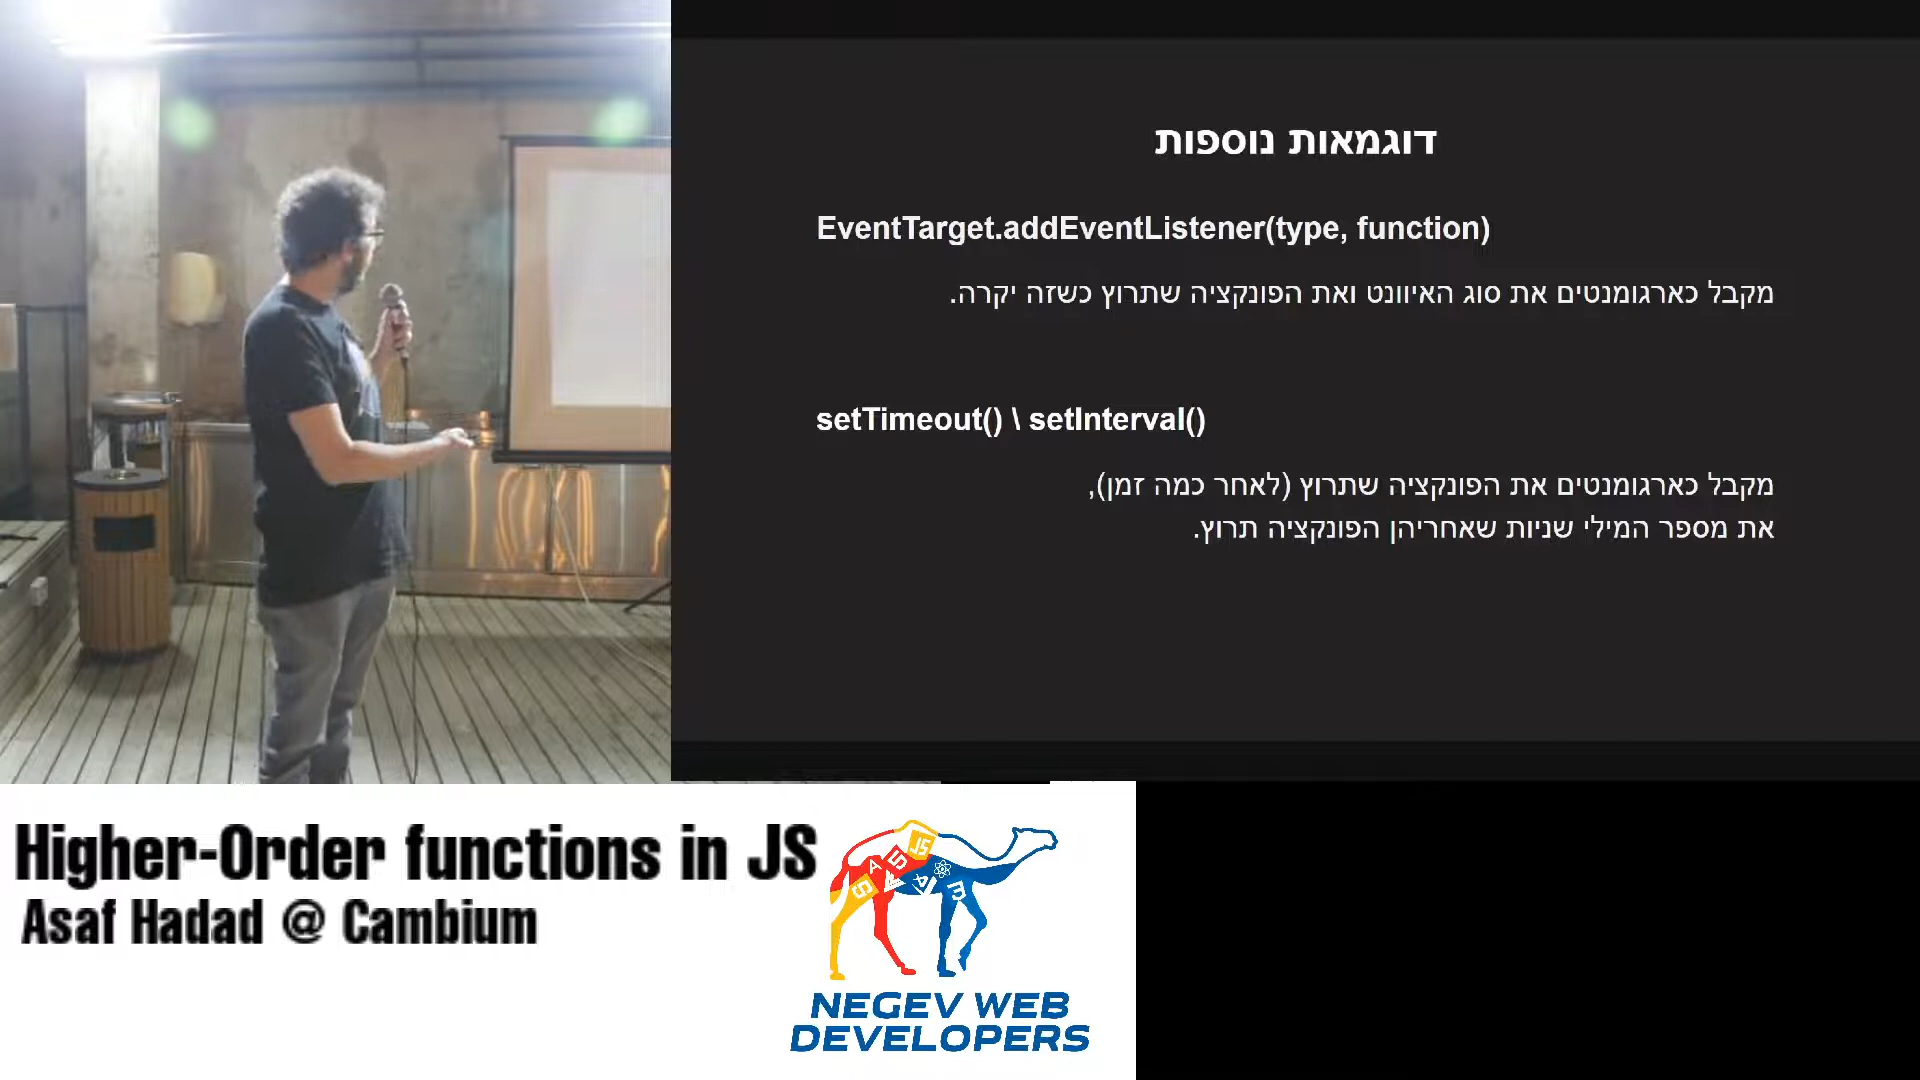 דוגמאות נוספות
EventTarget.addEventListener(type, function)
מקבל כארגומנטים את סוג האיוונט ואת הפונקציה שתרוץ כשזה יקרה.
setTimeout() \ setInterval()
מקבל כארגומנטים את הפונקציה שתרוץ (לאחר כמה זמן),
את מספר המילי שניות שאחריהן הפונקציה תרוץ.
Higher-Order functions in JS
Asaf Hadad @ Cambium
JS
NEGEV WEB
DEVELOPERS